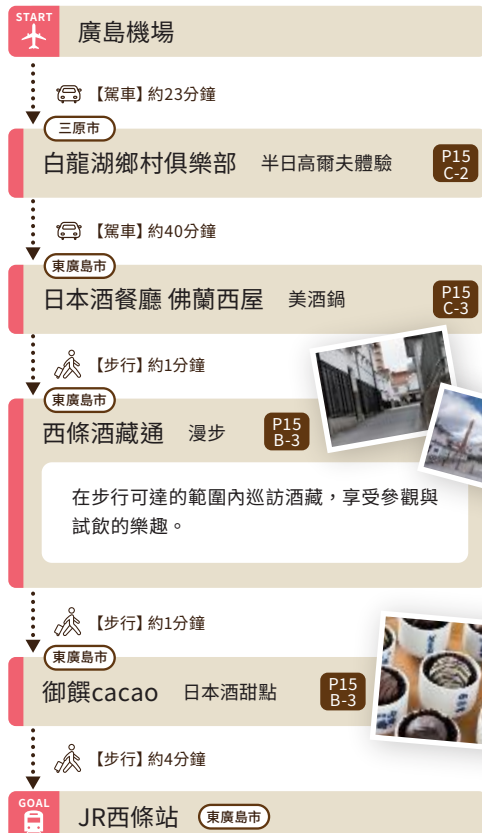 START
廣島機場
【駕車】約23分鐘
三原市
白龍湖鄉村俱樂部 半日高爾夫體驗
P15
C-2
【駕車】約40分鐘
東廣島市
日本酒餐廳 佛蘭西屋 美酒鍋
P15
C-3
【步行】約1分鐘
東廣島市
西條酒藏通 漫步
P15
B-3
在步行可達的範圍內巡訪酒藏，享受參觀與
試飲的樂趣。
【步行】約1分鐘
東廣島市
御饌cacao 日本酒甜點
P15
B-3
【步行】約4分鐘
GOAL
JR西條站 東廣島市